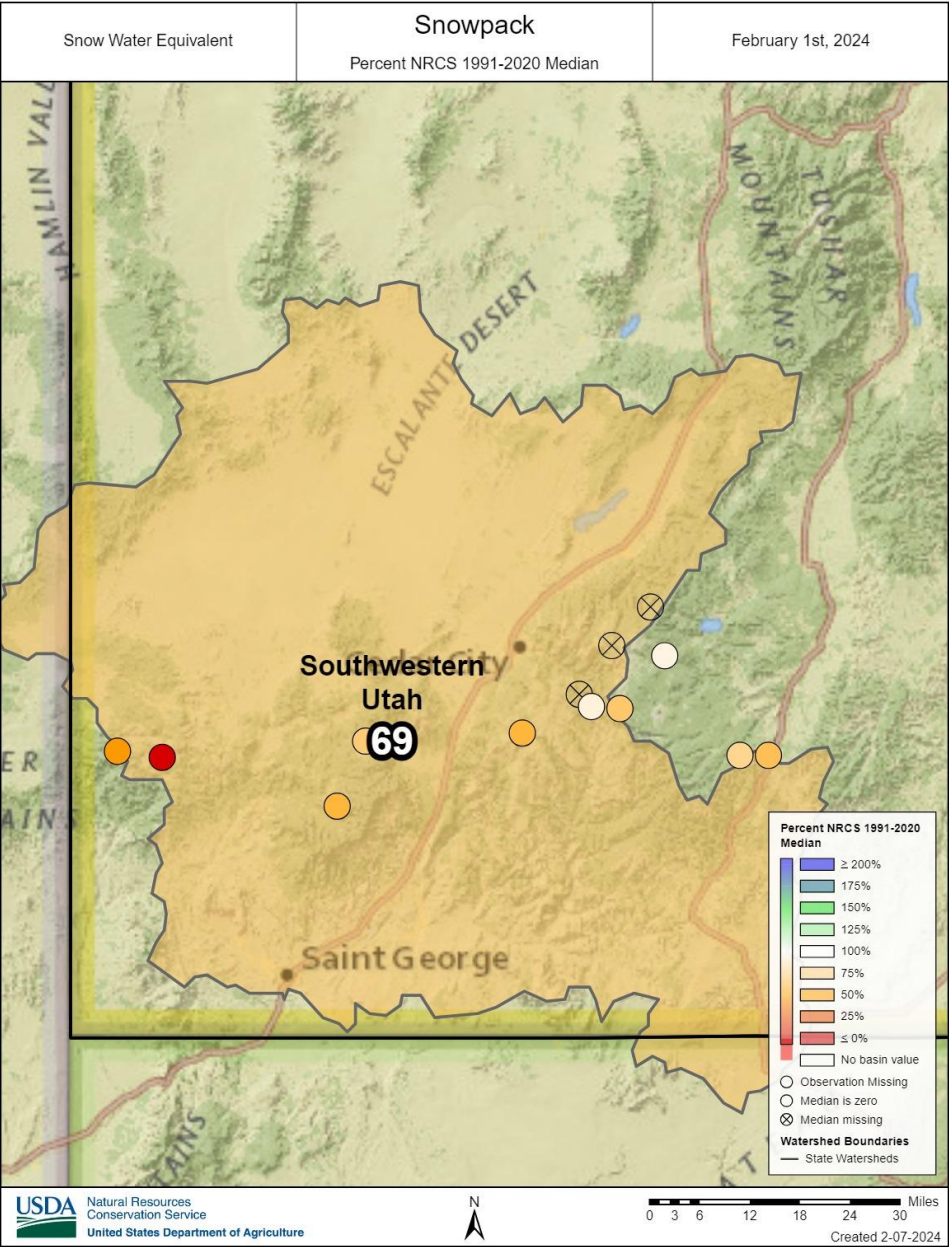 Snow Water Equivalent
Snowpack
Percent NRCS 1991-2020 Median
February 1st, 2024
HAMLIN VALL
MOUNTAINS
TUSHAR
ESCALANTE DESERT
Cedar City
Southwestern
Utah
69
ER
AINS
Saint George
TAINS
A T
Percent NRCS 1991-2020
Median
≥ 200%
175%
150%
125%
100%
75%
50%
25%
≤ 0%
No basin value
Observation Missing
Median is zero
Median missing
Watershed Boundaries
State Watersheds
USDA
Natural Resources
Conservation Service
United States Department of Agriculture
N
Miles
0 3 6 12 18 24 30
Created 2-07-2024